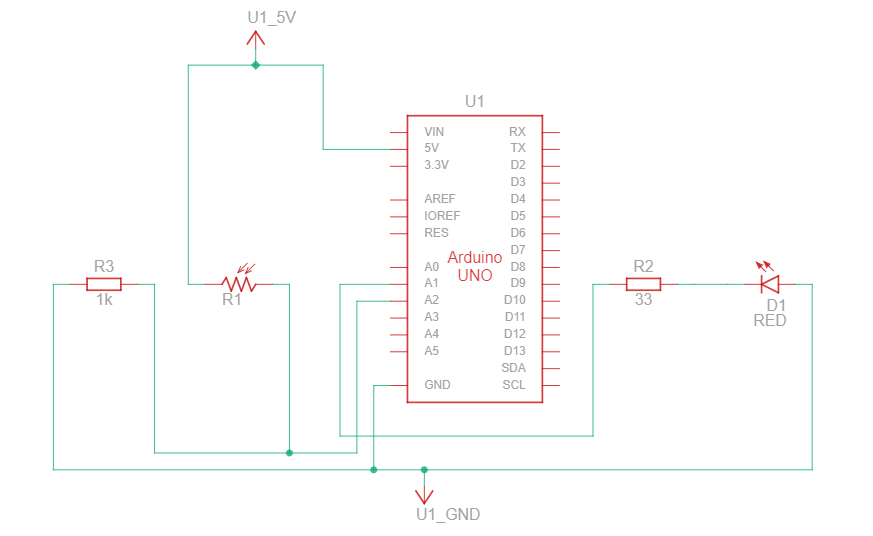 U1_5V
U1
VIN RX
5V TX
3.3V D2
D3
AREF D4
IOREF D5
RES D6
D7
Arduino
UNO
A0 D8
A1 D9
A2 D10
A3 D11
A4 D12
A5 D13
SDA
GND SCL
R3
1k
R1
R2
33
D1
RED
U1_GND